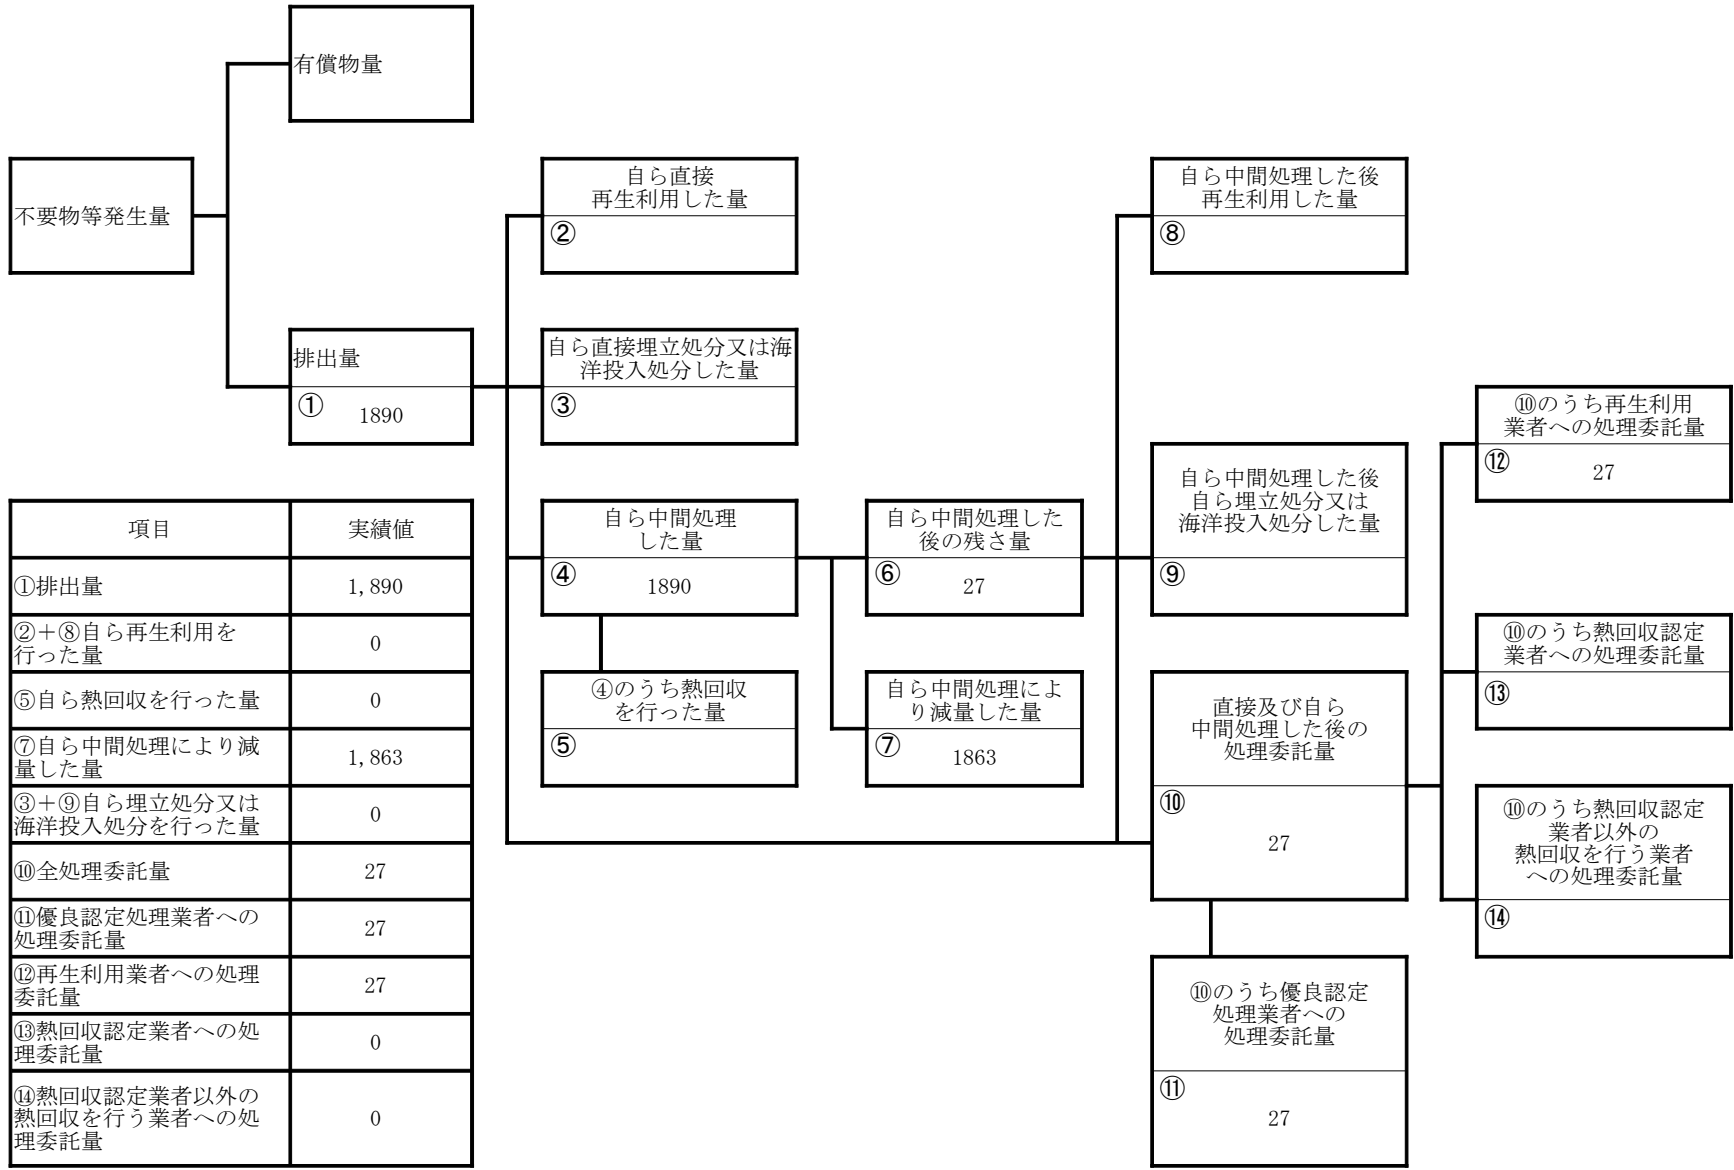 有償物量
不要物等発生量
自ら直接
再生利用した量
②
自ら中間処理した後
再生利用した量
⑧
排出量
①
1890
自ら直接埋立処分又は海
洋投入処分した量
③
⑩のうち再生利用
業者への処理委託量
⑫
27
自ら中間処理
した量
④
1890
自ら中間処理した
後の残さ量
⑥
27
自ら中間処理した後
自ら埋立処分又は
海洋投入処分した量
⑨
⑩のうち熱回収認定
業者への処理委託量
⑬
④のうち熱回収
を行った量
⑤
自ら中間処理によ
り減量した量
⑦
1863
直接及び自ら
中間処理した後の
処理委託量
⑩
27
⑩のうち熱回収認定
業者以外の
熱回収を行う業者
への処理委託量
⑭
⑩のうち優良認定
処理業者への
処理委託量
⑪
27
項目 実績値
①排出量 1,890
②+⑧自ら再生利用を
行った量 0
⑤自ら熱回収を行った量 0
⑦自ら中間処理により減
量した量 1,863
③+⑨自ら埋立処分又は
海洋投入処分を行った量 0
⑩全処理委託量 27
⑪優良認定処理業者への
処理委託量 27
⑫再生利用業者への処理
委託量 27
⑬熱回収認定業者への処
理委託量 0
⑭熱回収認定業者以外の
熱回収を行う業者への処
理委託量 0